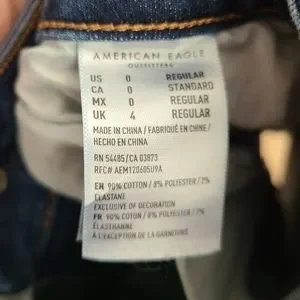 AMERICAN EAGLE
OUTFITTERS
US 0 REGULAR
CA 0 STANDARD
MX 0 REGULAR
UK 4 REGULAR
MADE IN CHINA / FABRIQUÉ EN CHINE /
HECHO EN CHINA
RN 54485/CA 03873
RFC# AEM120605U9A
EN 90% COTTON / 8% POLYESTER / 2%
ELASTANE
EXCLUSIVE OF DECORATION
FR 90% COTTON / 8% POLYESTER / 2%
ÉLASTHANNE
À L'EXCEPTION DE LA GARNITURE